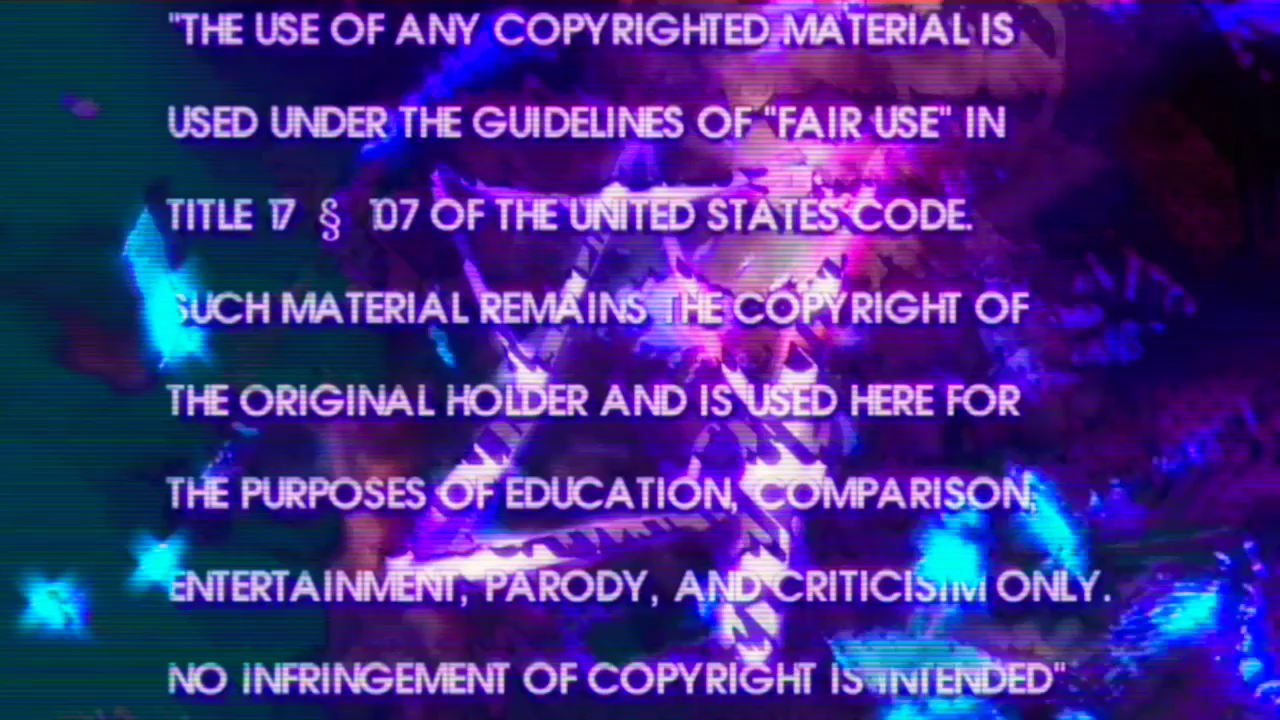 "THE USE OF ANY COPYRIGHTED MATERIAL IS
USED UNDER THE GUIDELINES OF "FAIR USE" IN
TITLE 17 § 107 OF THE UNITED STATES CODE.
SUCH MATERIAL REMAINS THE COPYRIGHT OF
THE ORIGINAL HOLDER AND IS USED HERE FOR
THE PURPOSES OF EDUCATION, COMPARISON,
ENTERTAINMENT, PARODY, AND CRITICISIM ONLY.
NO INFRINGEMENT OF COPYRIGHT IS INTENDED"